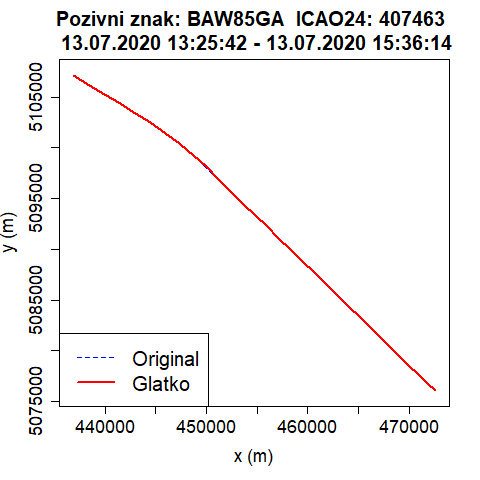 Pozivni znak: BAW85GA  ICAO24: 407463
13.07.2020 13:25:42 - 13.07.2020 15:36:14
y (m)
5105000
5095000
5085000
5075000
Original
Glatko
440000 450000 460000 470000
x (m)